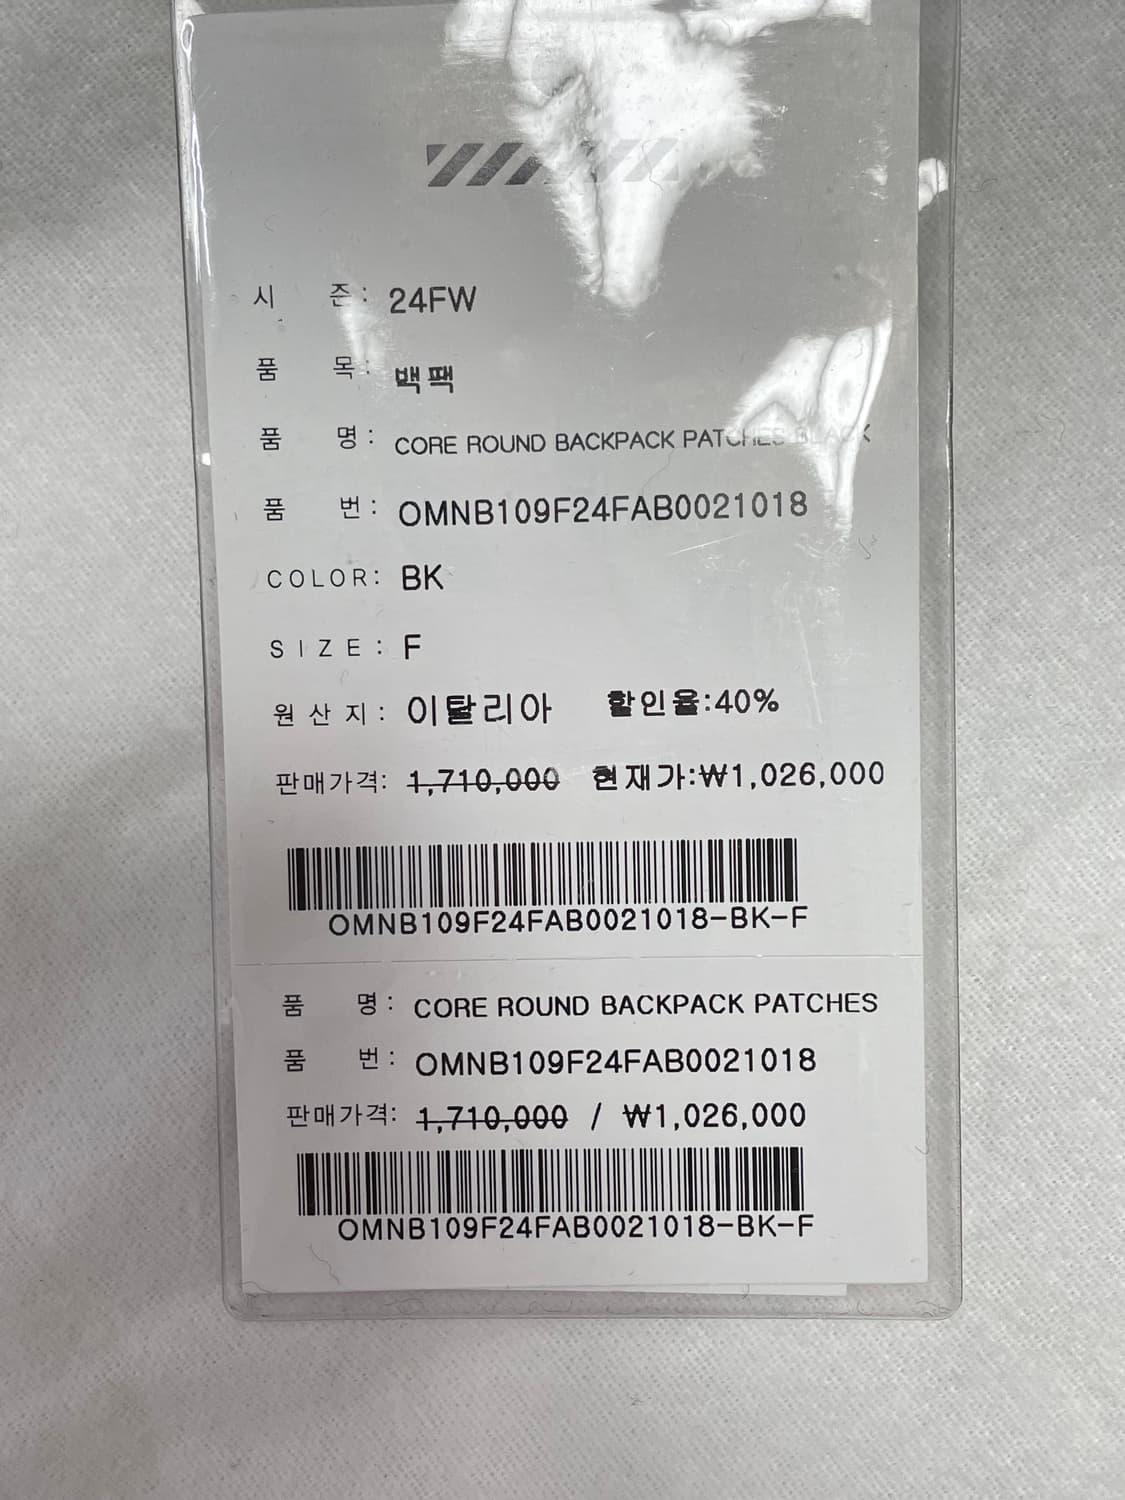 시 즌: 24FW
품 목: 백팩
품 명: CORE ROUND BACKPACK PATCHES BLACK
품 번: OMNB109F24FAB0021018
COLOR: BK
SIZE: F
원산지: 이탈리아 할인율:40%
판매가격: 1,710,000 현재가:₩1,026,000
OMNB109F24FAB0021018-BK-F
품 명: CORE ROUND BACKPACK PATCHES
품 번: OMNB109F24FAB0021018
판매가격: 1,710,000 / ₩1,026,000
OMNB109F24FAB0021018-BK-F